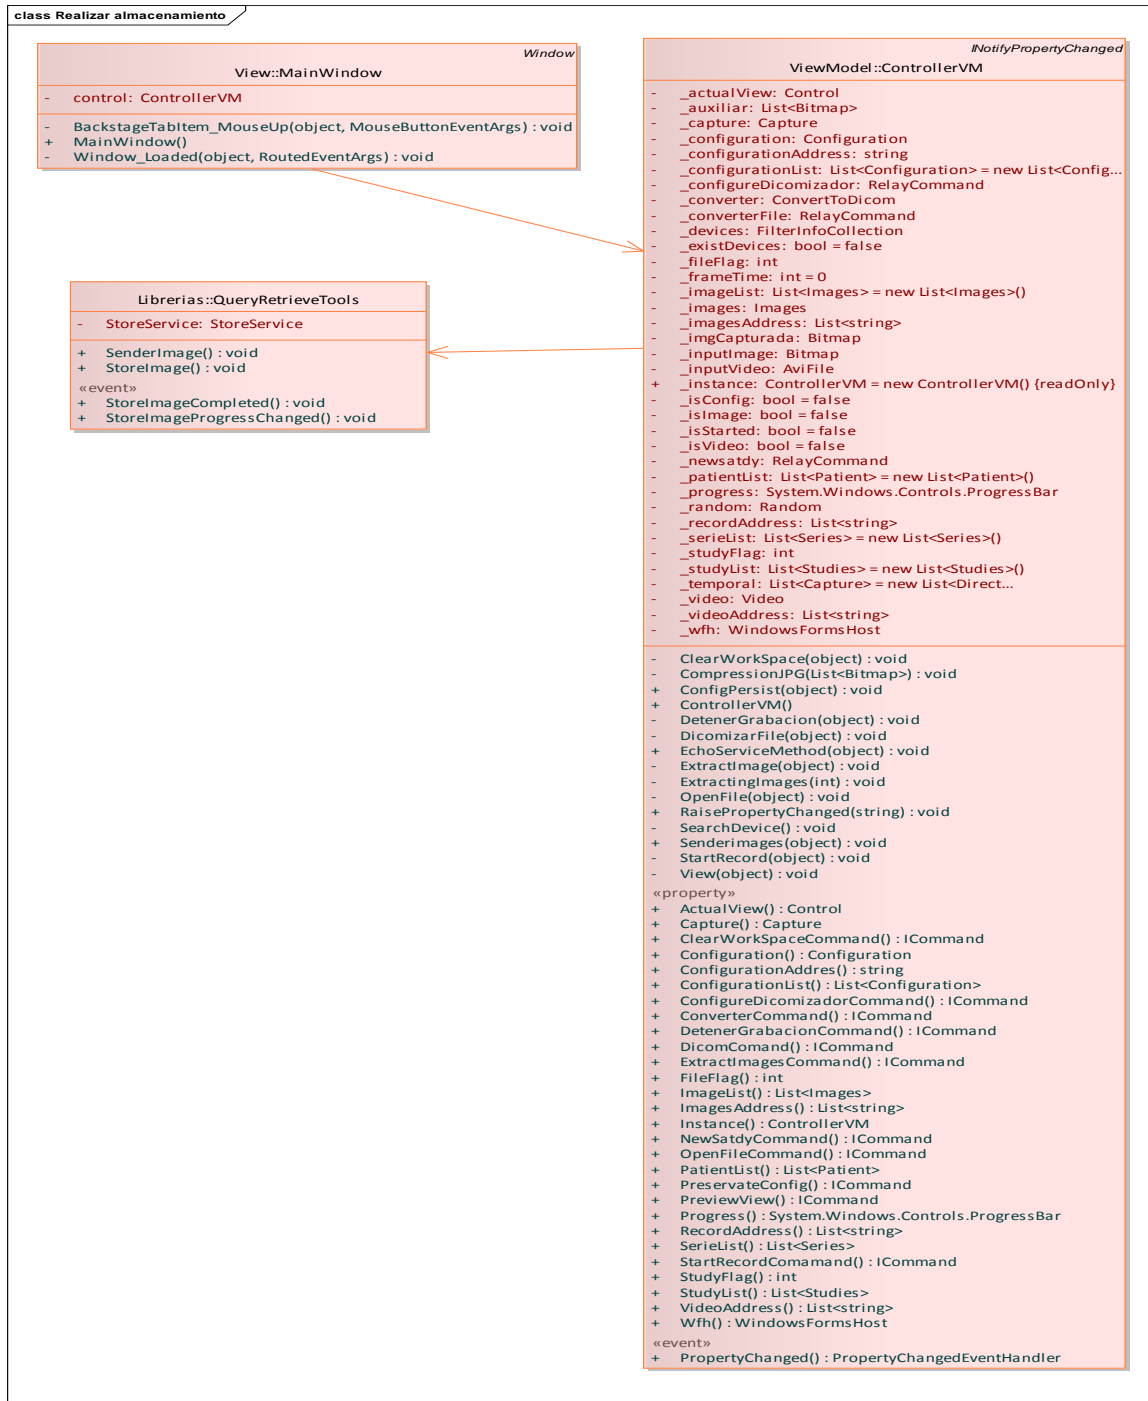 class Realizar almacenamiento
Window
View::MainWindow
- control: ControllerVM
- BackstageTabItem_MouseUp(object, MouseButtonEventArgs) : void
+ MainWindow()
- Window_Loaded(object, RoutedEventArgs) : void
Librerias::QueryRetrieveTools
- StoreService: StoreService
+ SenderImage() : void
+ StoreImage() : void
«event»
+ StoreImageCompleted() : void
+ StoreImageProgressChanged() : void
INotifyPropertyChanged
ViewModel::ControllerVM
- _actualView: Control
- _auxiliar: List<Bitmap>
- _capture: Capture
- _configuration: Configuration
- _configurationAddress: string
- _configurationList: List<Configuration> = new List<Config...
- _configureDicomizador: RelayCommand
- _converter: ConvertToDicom
- _converterFile: RelayCommand
- _devices: FilterInfoCollection
- _existDevices: bool = false
- _fileFlag: int
- _frameTime: int = 0
- _imageList: List<Images> = new List<Images>()
- _images: Images
- _imagesAddress: List<string>
- _imgCapturada: Bitmap
- _inputImage: Bitmap
- _inputVideo: AviFile
+ _instance: ControllerVM = new ControllerVM() {readOnly}
- _isConfig: bool = false
- _isImage: bool = false
- _isStarted: bool = false
- _isVideo: bool = false
- _newsatdy: RelayCommand
- _patientList: List<Patient> = new List<Patient>()
- _progress: System.Windows.Controls.ProgressBar
- _random: Random
- _recordAddress: List<string>
- _serieList: List<Series> = new List<Series>()
- _studyFlag: int
- _studyList: List<Studies> = new List<Studies>()
- _temporal: List<Capture> = new List<Direct...
- _video: Video
- _videoAddress: List<string>
- _wfh: WindowsFormsHost
- ClearWorkSpace(object) : void
- CompressionJPG(List<Bitmap>) : void
+ ConfigPersist(object) : void
+ ControllerVM()
- DetenerGrabacion(object) : void
- DicomizarFile(object) : void
+ EchoServiceMethod(object) : void
- ExtractImage(object) : void
- ExtractingImages(int) : void
- OpenFile(object) : void
+ RaisePropertyChanged(string) : void
- SearchDevice() : void
+ Senderimages(object) : void
- StartRecord(object) : void
- View(object) : void
«property»
+ ActualView() : Control
+ Capture() : Capture
+ ClearWorkSpaceCommand() : ICommand
+ Configuration() : Configuration
+ ConfigurationAddres() : string
+ ConfigurationList() : List<Configuration>
+ ConfigureDicomizadorCommand() : ICommand
+ ConverterCommand() : ICommand
+ DetenerGrabacionCommand() : ICommand
+ DicomComand() : ICommand
+ ExtractImagesCommand() : ICommand
+ FileFlag() : int
+ ImageList() : List<Images>
+ ImagesAddress() : List<string>
+ Instance() : ControllerVM
+ NewSatdyCommand() : ICommand
+ OpenFileCommand() : ICommand
+ PatientList() : List<Patient>
+ PreservateConfig() : ICommand
+ PreviewView() : ICommand
+ Progress() : System.Windows.Controls.ProgressBar
+ RecordAddress() : List<string>
+ SerieList() : List<Series>
+ StartRecordComamand() : ICommand
+ StudyFlag() : int
+ StudyList() : List<Studies>
+ VideoAddress() : List<string>
+ Wfh() : WindowsFormsHost
«event»
+ PropertyChanged() : PropertyChangedEventHandler